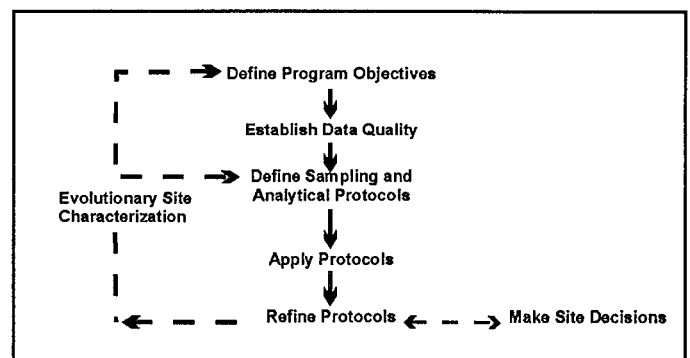 Define Program Objectives
Establish Data Quality
Define Sampling and
Analytical Protocols
Evolutionary Site
Characterization
Apply Protocols
Refine Protocols
Make Site Decisions